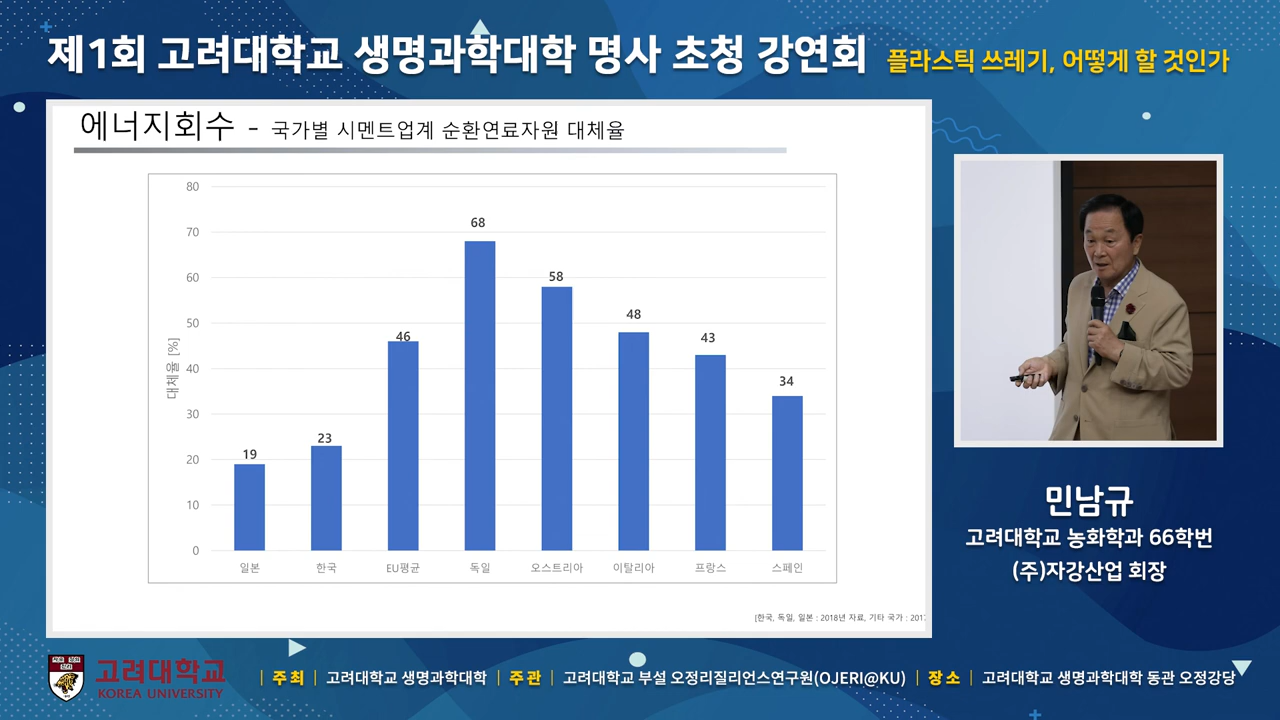 제1회 고려대학교 생명과학대학 명사 초청 강연회 플라스틱 쓰레기, 어떻게 할 것인가
에너지회수 - 국가별 시멘트업계 순환연료자원 대체율
대체율 [%]
80
70
60
50
40
30
20
10
0
19
23
46
68
58
48
43
34
일본 한국 EU평균 독일 오스트리아 이탈리아 프랑스 스페인
[한국, 독일, 일본 : 2018년 자료, 기타 국가 : 201
민남규
고려대학교 농화학과 66학번
(주)자강산업 회장
고려대학교
KOREA UNIVERSITY
| 주최 | 고려대학교 생명과학대학 | 주관 | 고려대학교 부설 오정리질리언스연구원(OJERI@KU) | 장소 | 고려대학교 생명과학대학 동관 오정강당